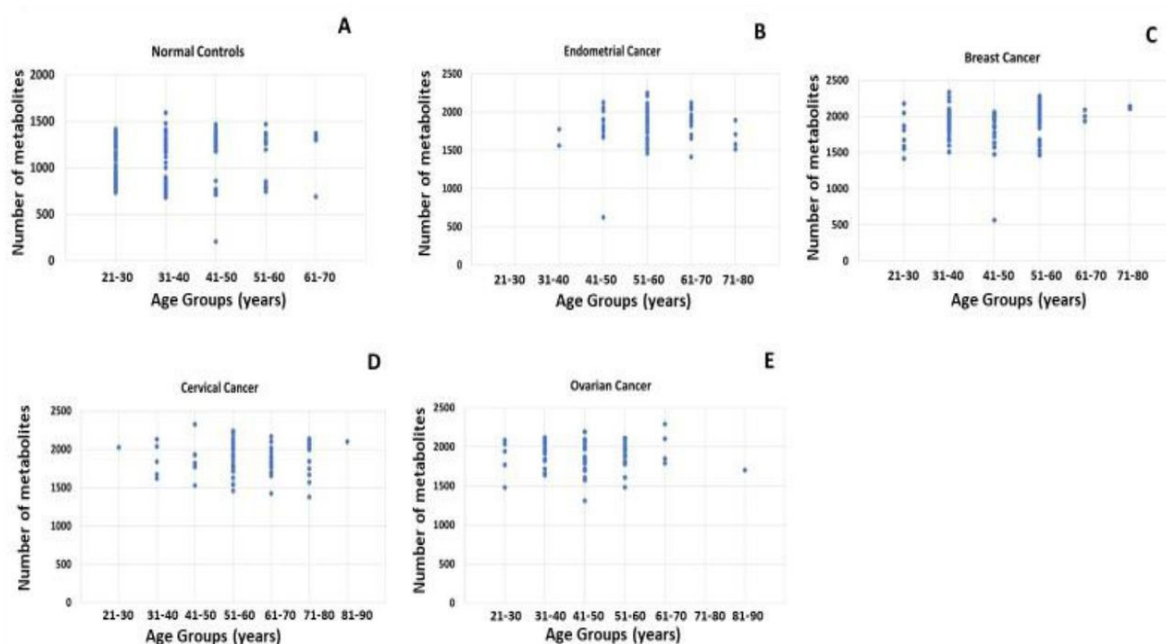 A
Normal Controls
Number of metabolites
2000
1500
1000
500
0
21-30 31-40 41-50 51-60 61-70
Age Groups (years)
B
Endometrial Cancer
Number of metabolites
2500
2000
1500
1000
500
0
21-30 31-40 41-50 51-60 61-70 71-80
Age Groups (years)
C
Breast Cancer
Number of metabolites
2500
2000
1500
1000
500
0
21-30 31-40 41-50 51-60 61-70 71-80
Age Groups (years)
D
Cervical Cancer
Number of metabolites
2500
2000
1500
1000
500
0
21-30 31-40 41-50 51-60 61-70 71-80 81-90
Age Groups (years)
E
Ovarian Cancer
Number of metabolites
2500
2000
1500
1000
500
0
21-30 31-40 41-50 51-60 61-70 71-80 81-90
Age Groups (years)